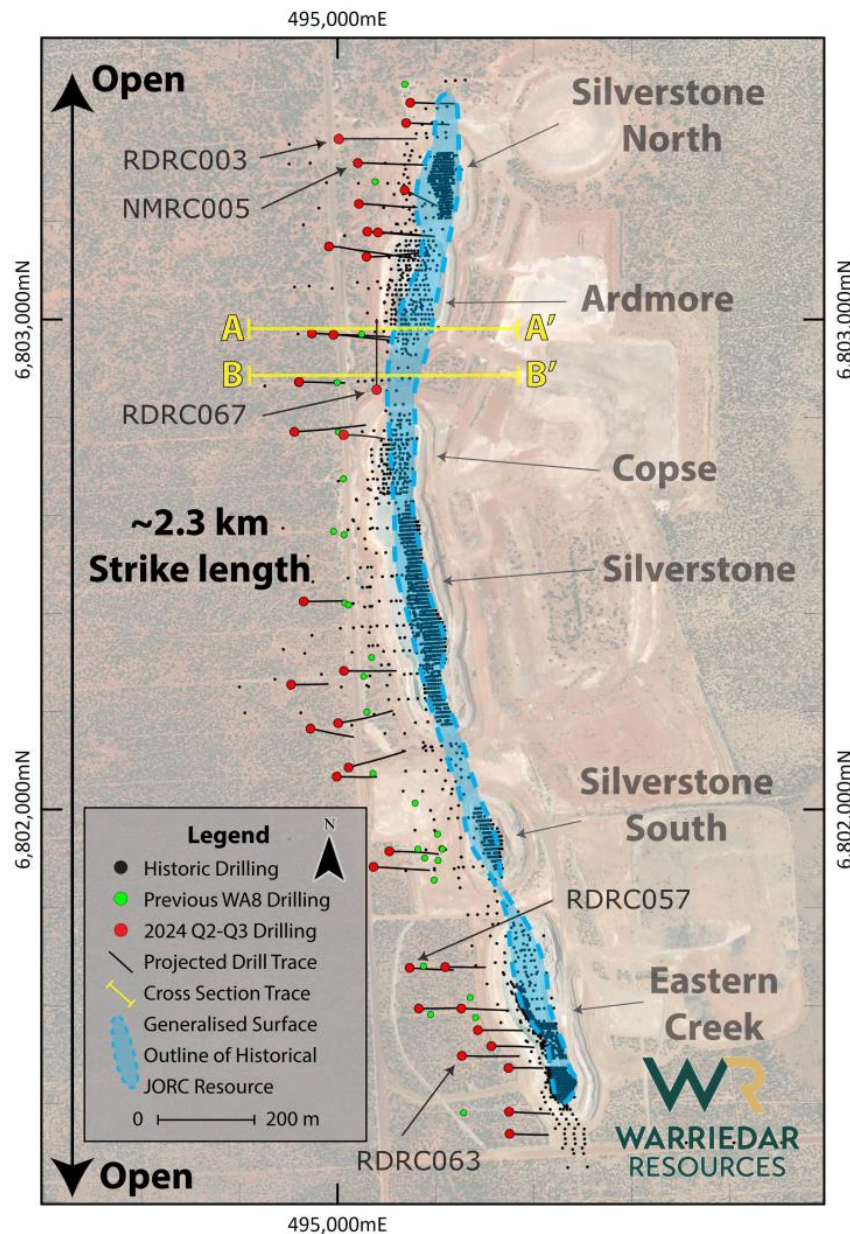 495,000mE
Open
Silverstone
North
RDRC003
NMRC005
Ardmore
6,803,000mN
6,803,000mN
A
A'
B
B'
RDRC067
Copse
~2.3 km
Strike length
Silverstone
Silverstone
South
6,802,000mN
6,802,000mN
Legend
N
Historic Drilling
Previous WA8 Drilling
2024 Q2-Q3 Drilling
Projected Drill Trace
Cross Section Trace
Generalised Surface
Outline of Historical
JORC Resource
0 200 m
RDRC057
Eastern
Creek
RDRC063
WR
WARRIEDAR
RESOURCES
Open
495,000mE